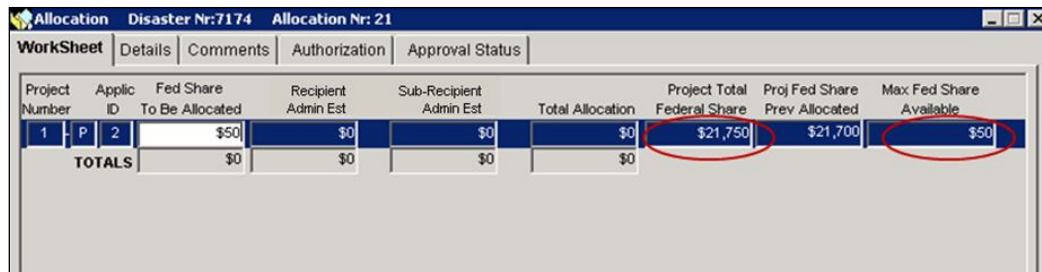 Allocation Disaster Nr:7174 Allocation Nr: 21
WorkSheet Details Comments Authorization Approval Status
Project Applic Fed Share Recipient Sub-Recipient Project Total Proj Fed Share Max Fed Share
Number ID To Be Allocated Admin Est Admin Est Total Allocation Federal Share Prev Allocated Available
1 - P 2 $50 $0 $0 $0 $21,750 $21,700 $50
TOTALS $0 $0 $0 $0